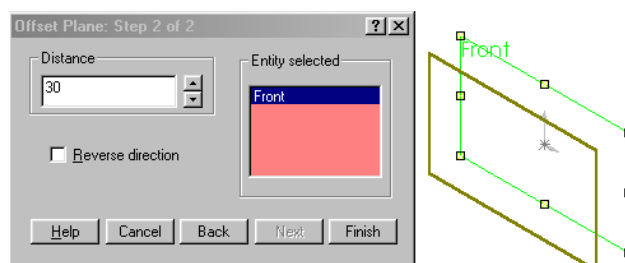 Offset Plane: Step 2 of 2
Distance
30
Reverse direction
Entity selected
Front
Help Cancel Back Next Finish
Front